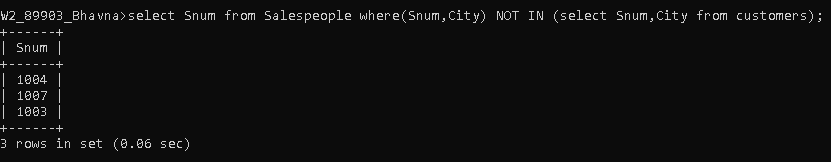 W2_89903_Bhavna>select Snum from Salespeople where(Snum,City) NOT IN (select Snum,City from customers);
+------+
| Snum |
+------+
| 1004 |
| 1007 |
| 1003 |
+------+
3 rows in set (0.06 sec)